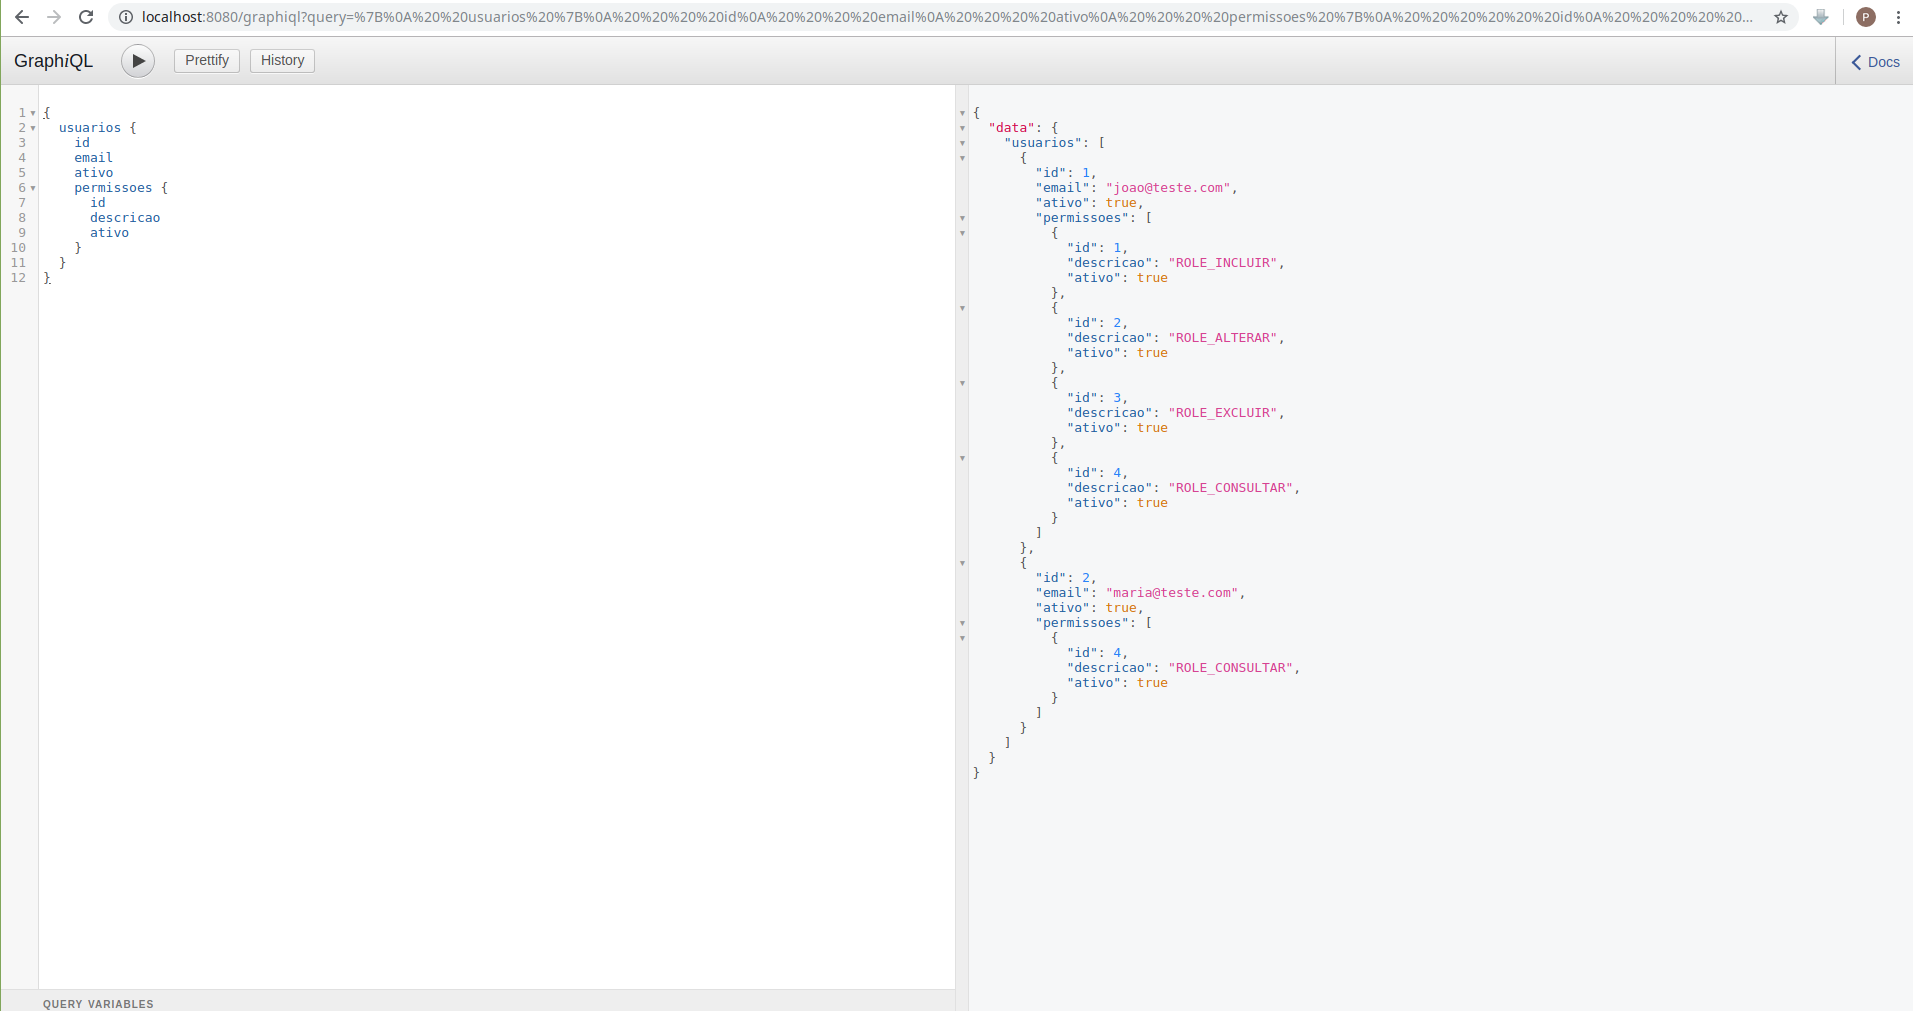 localhost:8080/graphiql?query=%7B%0A%20%20usuarios%20%7B%0A%20%20%20%20id%0A%20%20%20%20email%0A%20%20%20%20ativo%0A%20%20%20%20permissoes%20%7B%0A%20%20%20%20%20%20id%0A%20%20%20%20%20%20...
P
GraphiQL Prettify History Docs
1 {
2   usuarios {
3     id
4     email
5     ativo
6     permissoes {
7       id
8       descricao
9       ativo
10     }
11   }
12 }
QUERY VARIABLES
{
  "data": {
    "usuarios": [
      {
        "id": 1,
        "email": "joao@teste.com",
        "ativo": true,
        "permissoes": [
          {
            "id": 1,
            "descricao": "ROLE_INCLUIR",
            "ativo": true
          },
          {
            "id": 2,
            "descricao": "ROLE_ALTERAR",
            "ativo": true
          },
          {
            "id": 3,
            "descricao": "ROLE_EXCLUIR",
            "ativo": true
          },
          {
            "id": 4,
            "descricao": "ROLE_CONSULTAR",
            "ativo": true
          }
        ]
      },
      {
        "id": 2,
        "email": "maria@teste.com",
        "ativo": true,
        "permissoes": [
          {
            "id": 4,
            "descricao": "ROLE_CONSULTAR",
            "ativo": true
          }
        ]
      }
    ]
  }
}